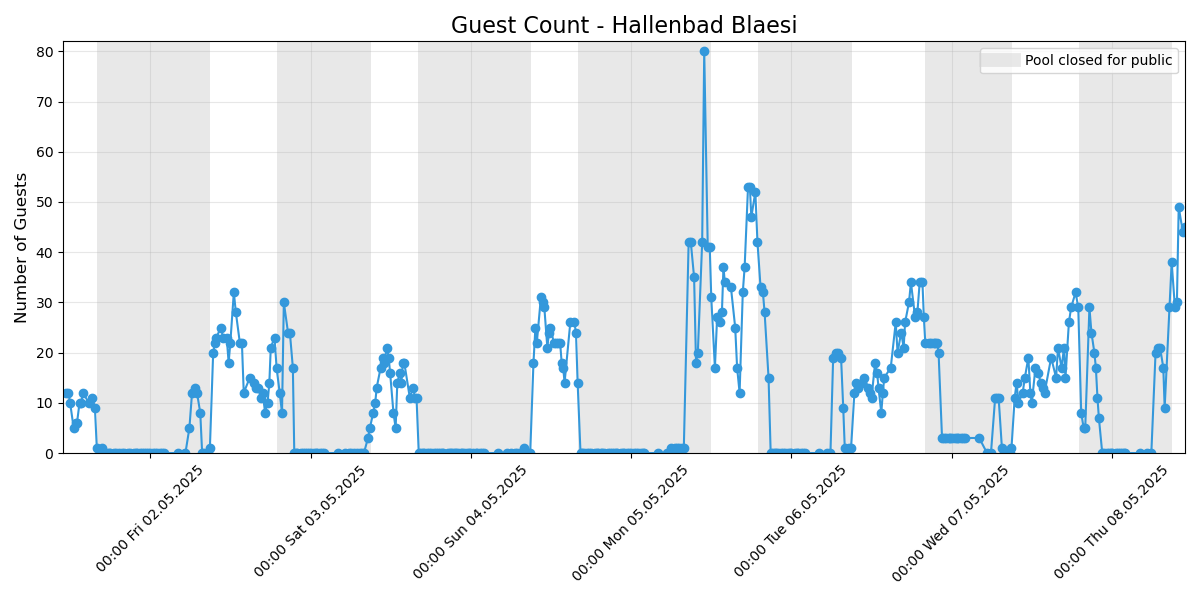 Guest Count - Hallenbad Blaesi
Pool closed for public
Number of Guests
80
70
60
50
40
30
20
10
0
00:00 Fri 02.05.2025
00:00 Sat 03.05.2025
00:00 Sun 04.05.2025
00:00 Mon 05.05.2025
00:00 Tue 06.05.2025
00:00 Wed 07.05.2025
00:00 Thu 08.05.2025